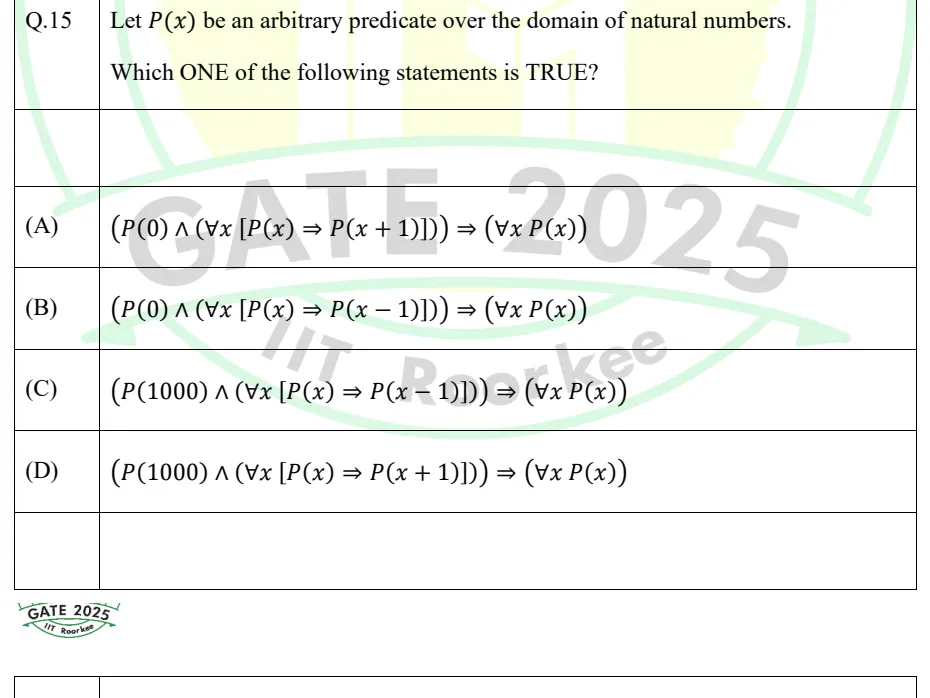 Q.15 Let P(x) be an arbitrary predicate over the domain of natural numbers.
Which ONE of the following statements is TRUE?
GATE 2025
IIT Roorkee
(A) (P(0) ∧ (∀x [P(x) ⇒ P(x + 1)])) ⇒ (∀x P(x))
(B) (P(0) ∧ (∀x [P(x) ⇒ P(x − 1)])) ⇒ (∀x P(x))
(C) (P(1000) ∧ (∀x [P(x) ⇒ P(x − 1)])) ⇒ (∀x P(x))
(D) (P(1000) ∧ (∀x [P(x) ⇒ P(x + 1)])) ⇒ (∀x P(x))
GATE 2025
IIT Roorkee